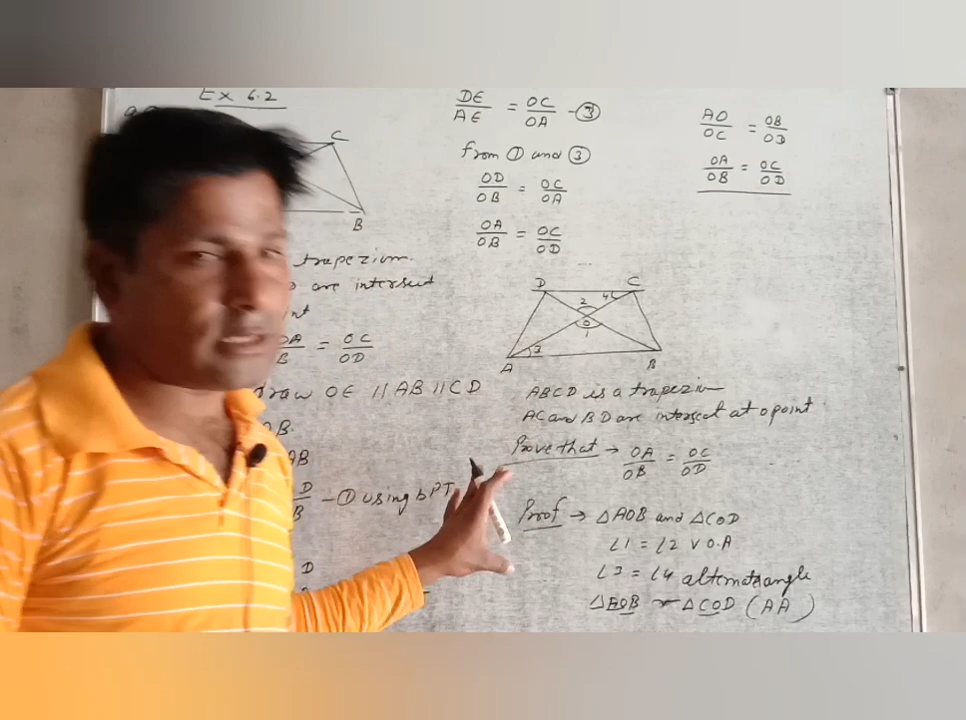 Ex 6.2
C
B
trapezium.
are intersect
OA/B = OC/OD
draw OE || AB || CD
OB.
AB
D/B - ① using bPT
D
DE/AE = OC/OA - ③
from ① and ③
OD/OB = OC/OA
OA/OB = OC/OD
D C
2 4
O
3 1
A B
ABCD is a trapezium
AC and BD are intersect at o point
Prove that → OA/OB = OC/OD
Proof → △AOB and △COD
∠1 = ∠2 V O.A
∠3 = ∠4 alternate angle
△AOB ~ △COD (AA)
AO/OC = OB/OD
OA/OB = OC/OD